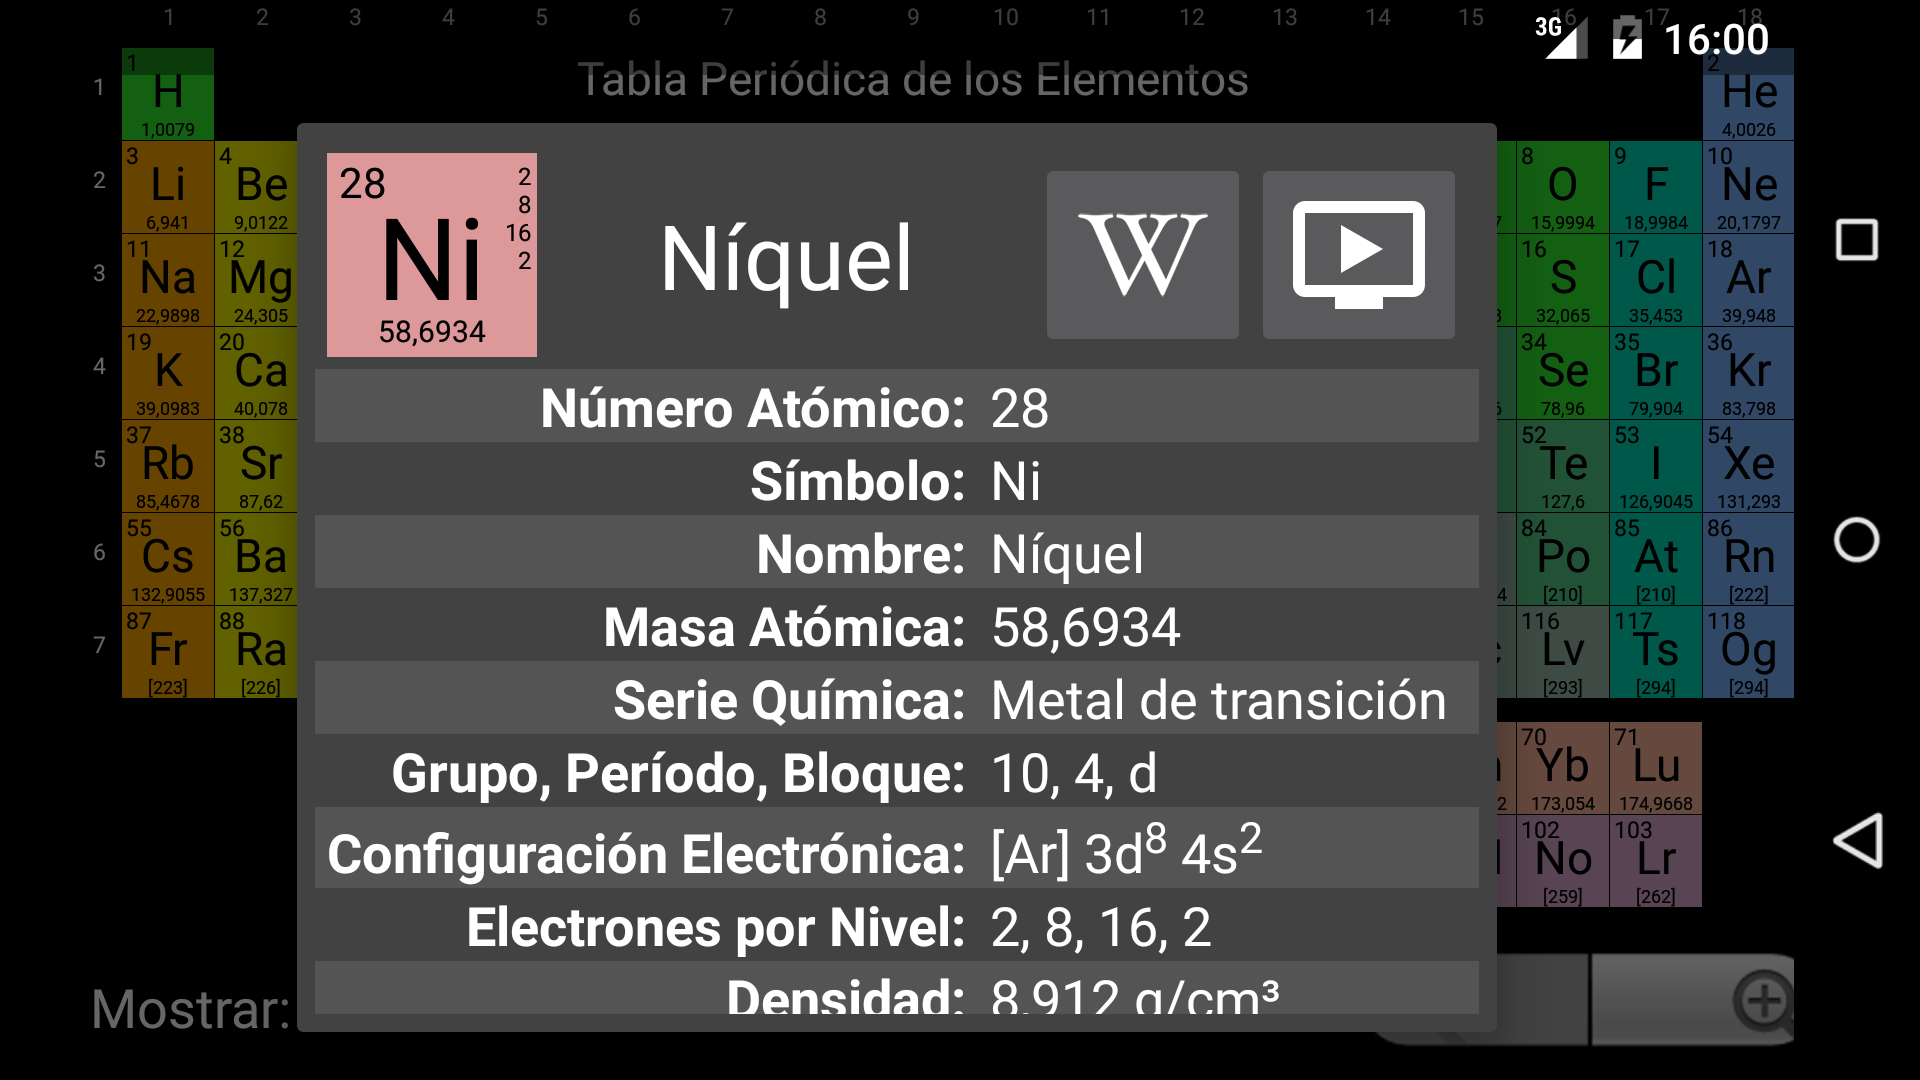 1 2 3 4 5 6 7 8 9 10 11 12 13 14 15 16 17 18
3G 16:00
Tabla Periódica de los Elementos
1
1 H 1,0079
2 He 4,0026
2
3 Li 6,941
4 Be 9,0122
8 O 15,9994
9 F 18,9984
10 Ne 20,1797
3
11 Na 22,9898
12 Mg 24,305
16 S 32,065
17 Cl 35,453
18 Ar 39,948
4
19 K 39,0983
20 Ca 40,078
34 Se 78,96
35 Br 79,904
36 Kr 83,798
5
37 Rb 85,4678
38 Sr 87,62
52 Te 127,6
53 I 126,9045
54 Xe 131,293
6
55 Cs 132,9055
56 Ba 137,327
84 Po [210]
85 At [210]
86 Rn [222]
7
87 Fr [223]
88 Ra [226]
116 Lv [293]
117 Ts [294]
118 Og [294]
70 Yb 173,054
71 Lu 174,9668
102 No [259]
103 Lr [262]
28
2
8
16
2
Ni
58,6934
Níquel
W
Número Atómico: 28
Símbolo: Ni
Nombre: Níquel
Masa Atómica: 58,6934
Serie Química: Metal de transición
Grupo, Período, Bloque: 10, 4, d
Configuración Electrónica: [Ar] 3d⁸ 4s²
Electrones por Nivel: 2, 8, 16, 2
Densidad: 8,912 g/cm³
Mostrar: